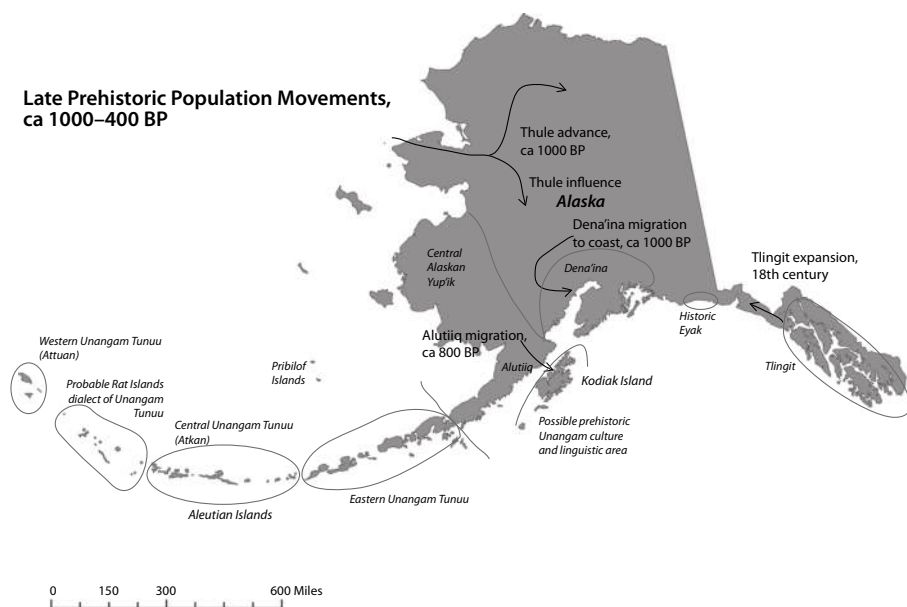 Late Prehistoric Population Movements,
ca 1000–400 BP
Thule advance,
ca 1000 BP
Thule influence
Alaska
Dena’ina migration
to coast, ca 1000 BP
Dena’ina
Central
Alaskan
Yup’ik
Tlingit expansion,
18th century
Historic
Eyak
Tlingit
Alutiiq migration,
ca 800 BP
Alutiiq
Kodiak Island
Possible prehistoric
Unangam culture
and linguistic area
Western Unangam Tunuu
(Attuan)
Pribilof
Islands
Probable Rat Islands
dialect of Unangam
Tunuu
Central Unangam Tunuu
(Atkan)
Eastern Unangam Tunuu
Aleutian Islands
0 150 300 600 Miles